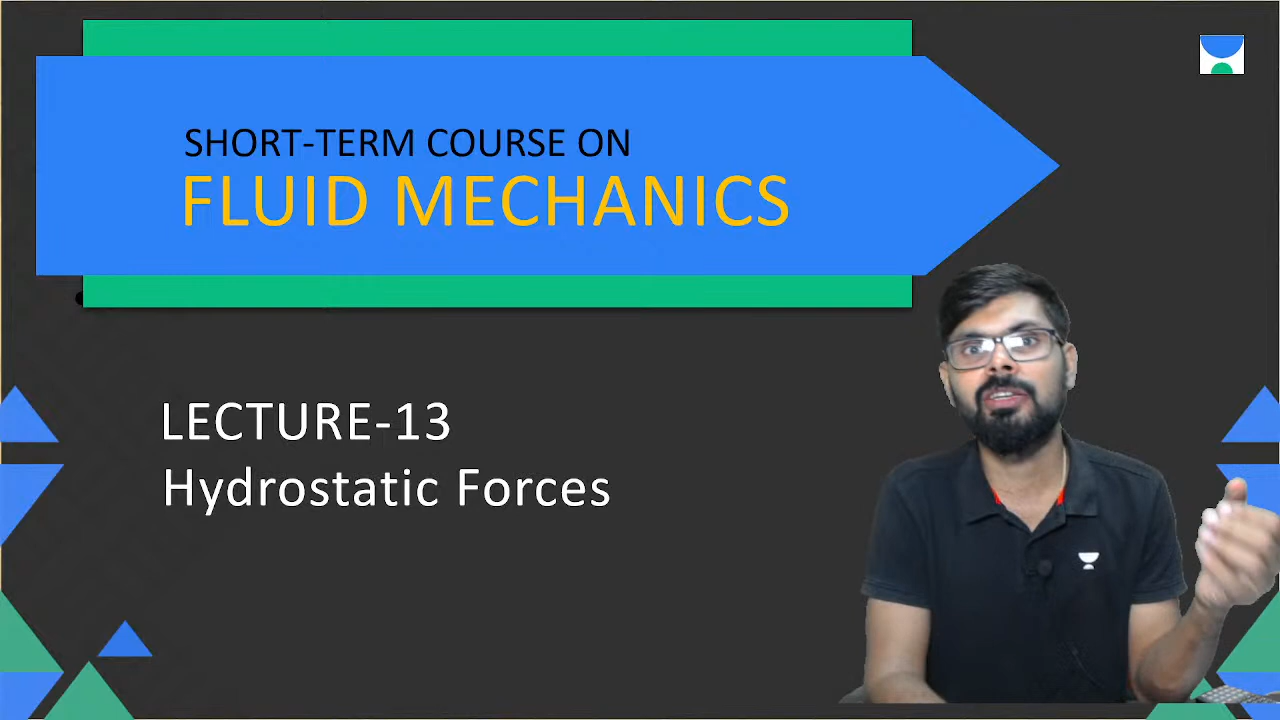 SHORT-TERM COURSE ON
FLUID MECHANICS
LECTURE-13
Hydrostatic Forces